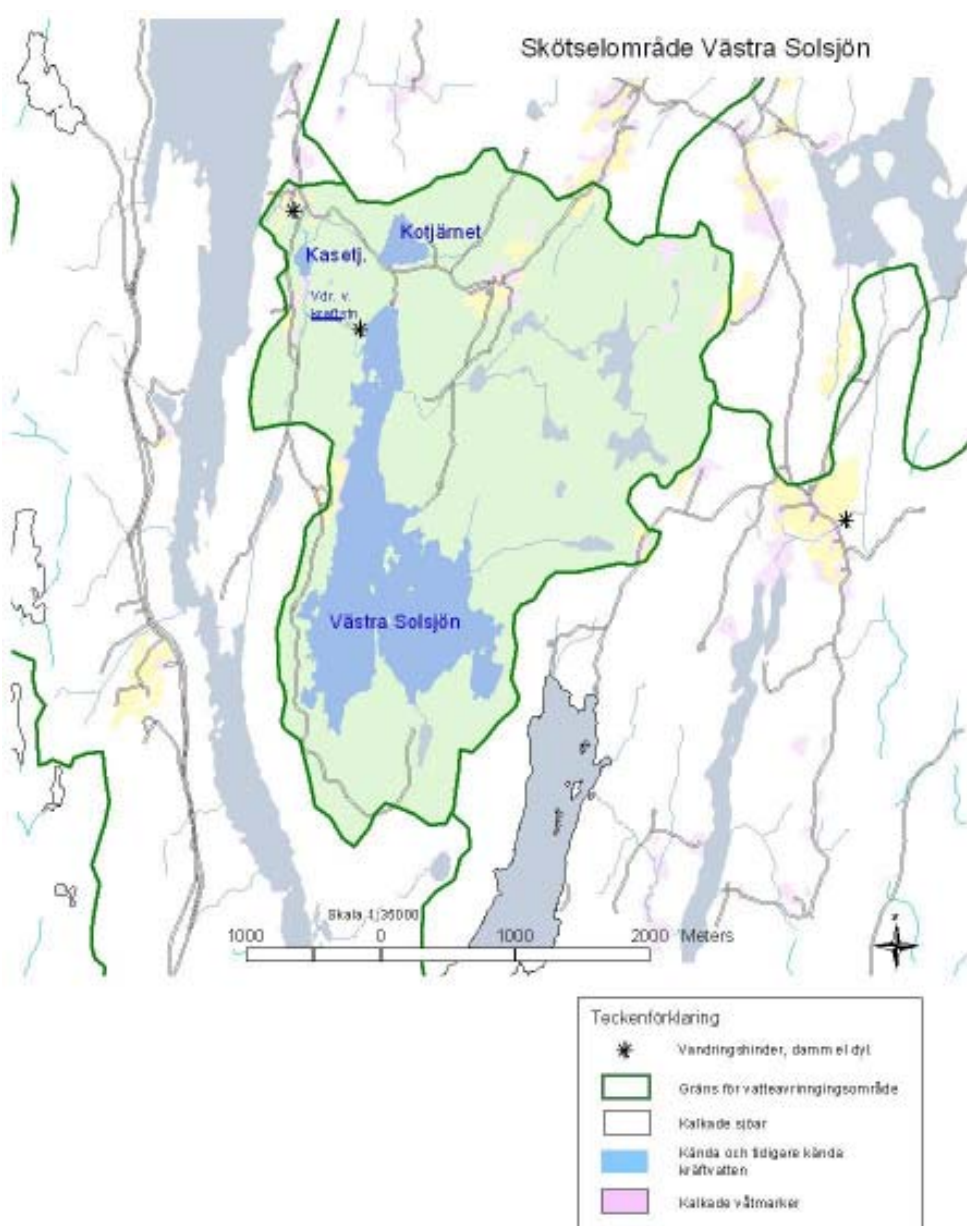 Skötselområde Västra Solsjön
Kotjärnet
Kasetj.
Vdr. v.
kraftstn
Västra Solsjön
Skala 1:35000
1000 0 1000 2000 Meters
Teckenförklaring
Vandringshinder, damm el dyl.
Gräns för vatteavrinngingsområde
Kalkade sjöar
Kända och tidigare kända
kräftvatten
Kalkade våtmarker